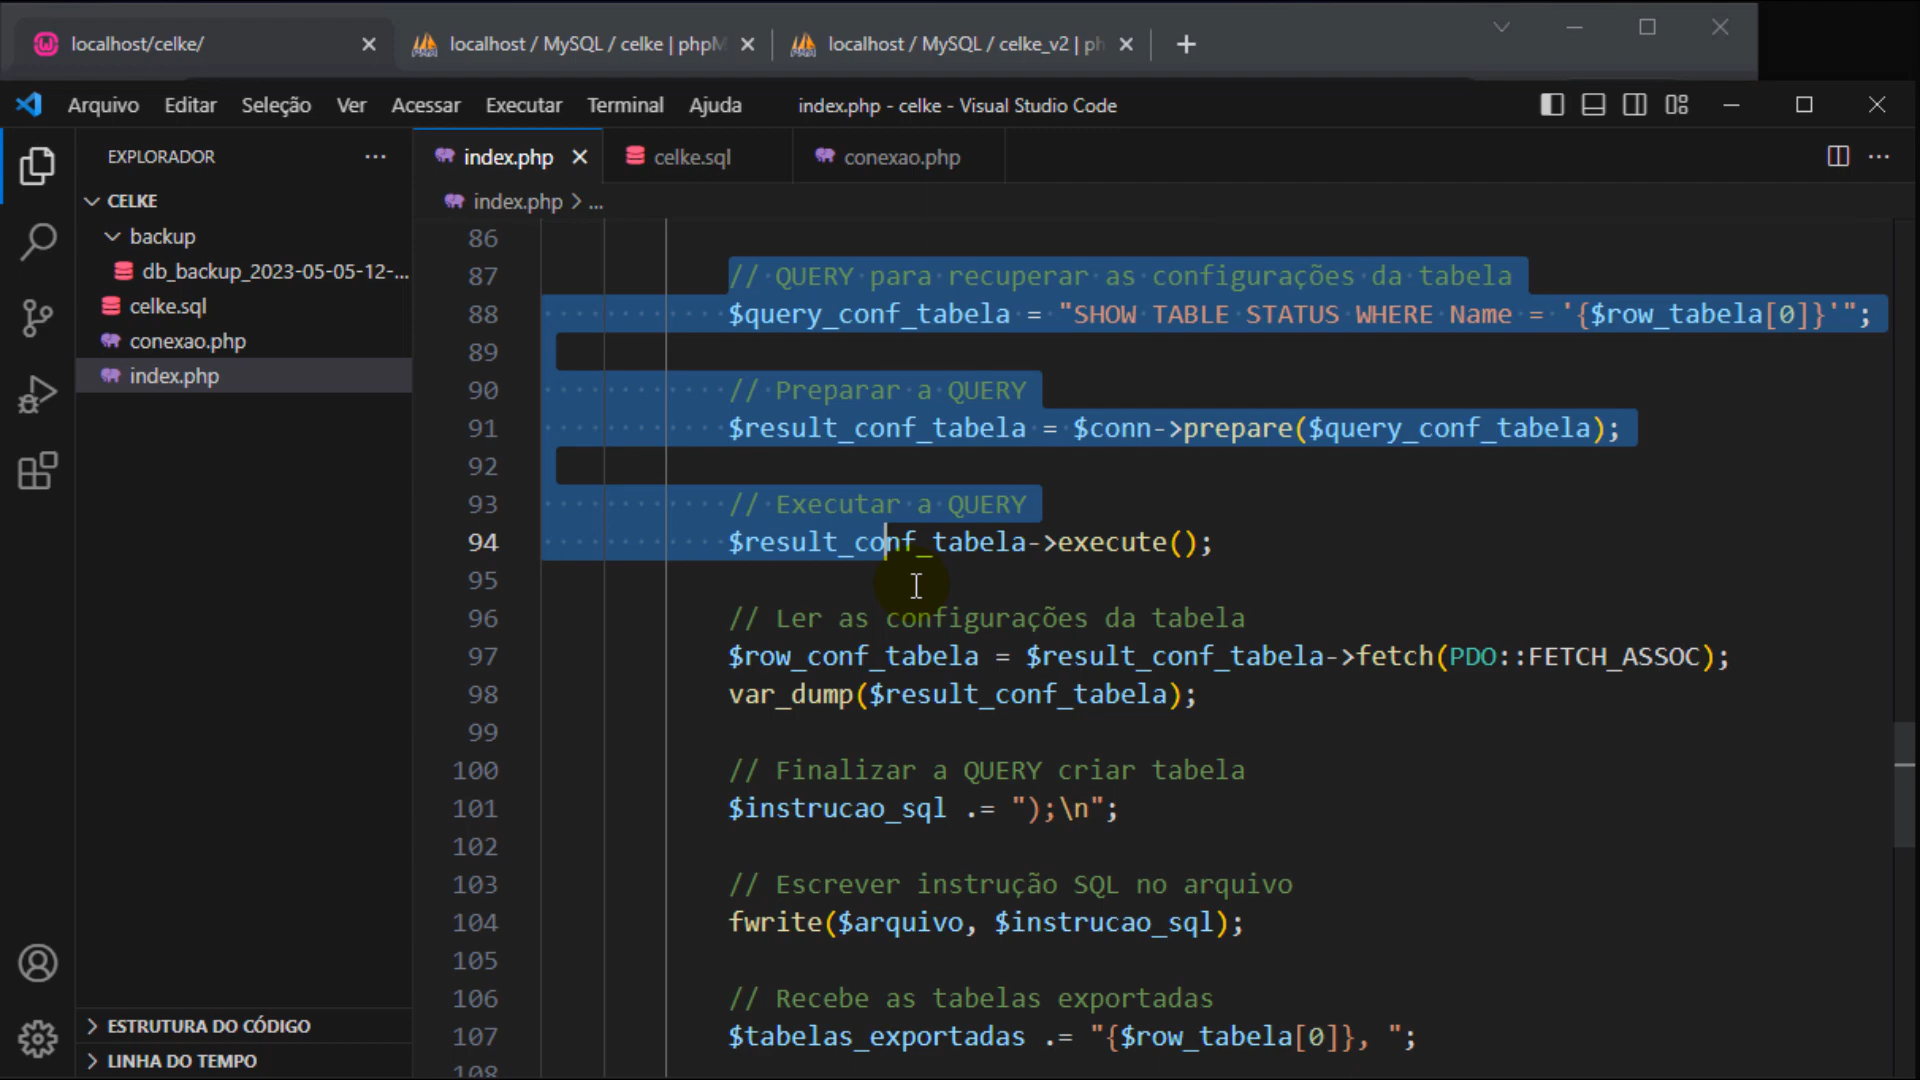 localhost/celke/
localhost / MySQL / celke | phpM
localhost / MySQL / celke_v2 | ph
Arquivo Editar Seleção Ver Acessar Executar Terminal Ajuda
index.php - celke - Visual Studio Code
EXPLORADOR
index.php
celke.sql
conexao.php
CELKE
index.php > ...
backup
db_backup_2023-05-05-12-...
celke.sql
conexao.php
index.php
86
87 // QUERY para recuperar as configurações da tabela
88 $query_conf_tabela = "SHOW TABLE STATUS WHERE Name = '{$row_tabela[0]}'";
89
90 // Preparar a QUERY
91 $result_conf_tabela = $conn->prepare($query_conf_tabela);
92
93 // Executar a QUERY
94 $result_conf_tabela->execute();
95
96 // Ler as configurações da tabela
97 $row_conf_tabela = $result_conf_tabela->fetch(PDO::FETCH_ASSOC);
98 var_dump($result_conf_tabela);
99
100 // Finalizar a QUERY criar tabela
101 $instrucao_sql .= ");\n";
102
103 // Escrever instrução SQL no arquivo
104 fwrite($arquivo, $instrucao_sql);
105
106 // Recebe as tabelas exportadas
107 $tabelas_exportadas .= "{$row_tabela[0]}, ";
108
ESTRUTURA DO CÓDIGO
LINHA DO TEMPO